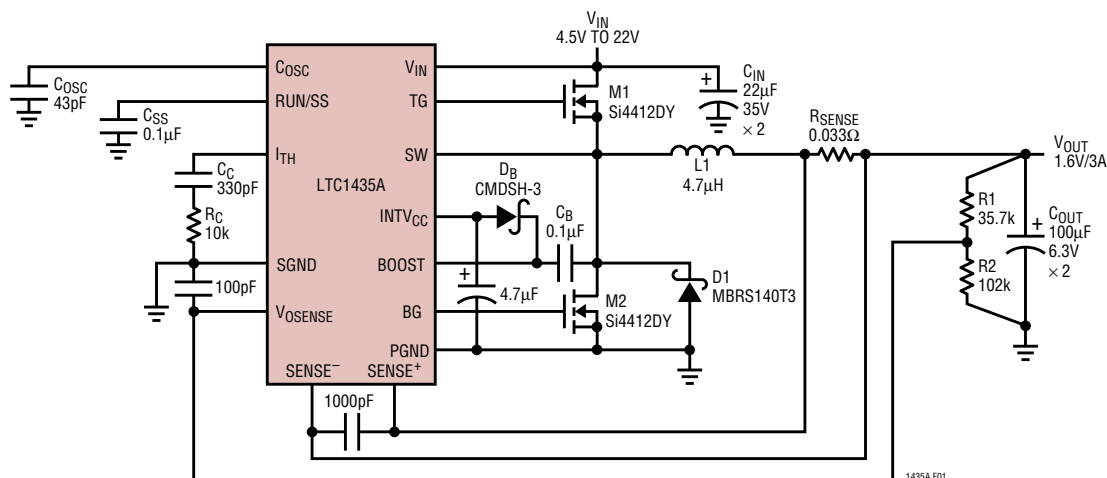 V_IN
4.5V TO 22V
C_OSC
43pF
C_SS
0.1µF
C_C
330pF
R_C
10k
100pF
C_OSC
RUN/SS
I_TH
SGND
V_OSENSE
SENSE⁻
SENSE⁺
LTC1435A
V_IN
TG
SW
INTV_CC
BOOST
BG
PGND
1000pF
D_B
CMDSH-3
C_B
0.1µF
+
4.7µF
M1
Si4412DY
M2
Si4412DY
+
C_IN
22µF
35V
× 2
L1
4.7µH
D1
MBRS140T3
R_SENSE
0.033Ω
V_OUT
1.6V/3A
R1
35.7k
R2
102k
+
C_OUT
100µF
6.3V
× 2
1435A F01